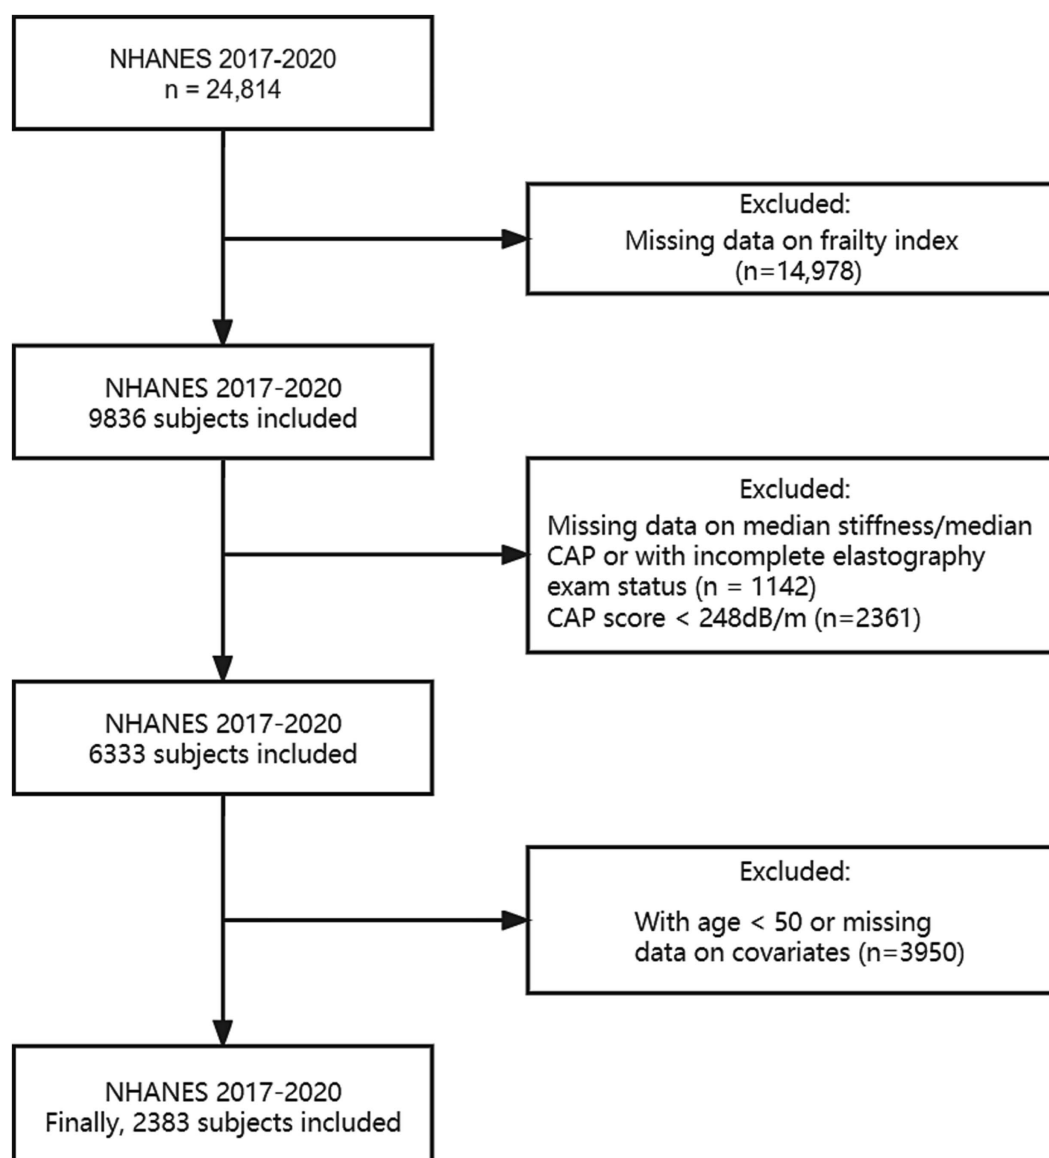 NHANES 2017-2020
n = 24,814
Excluded:
Missing data on frailty index
(n=14,978)
NHANES 2017-2020
9836 subjects included
Excluded:
Missing data on median stiffness/median
CAP or with incomplete elastography
exam status (n = 1142)
CAP score < 248dB/m (n=2361)
NHANES 2017-2020
6333 subjects included
Excluded:
With age < 50 or missing
data on covariates (n=3950)
NHANES 2017-2020
Finally, 2383 subjects included